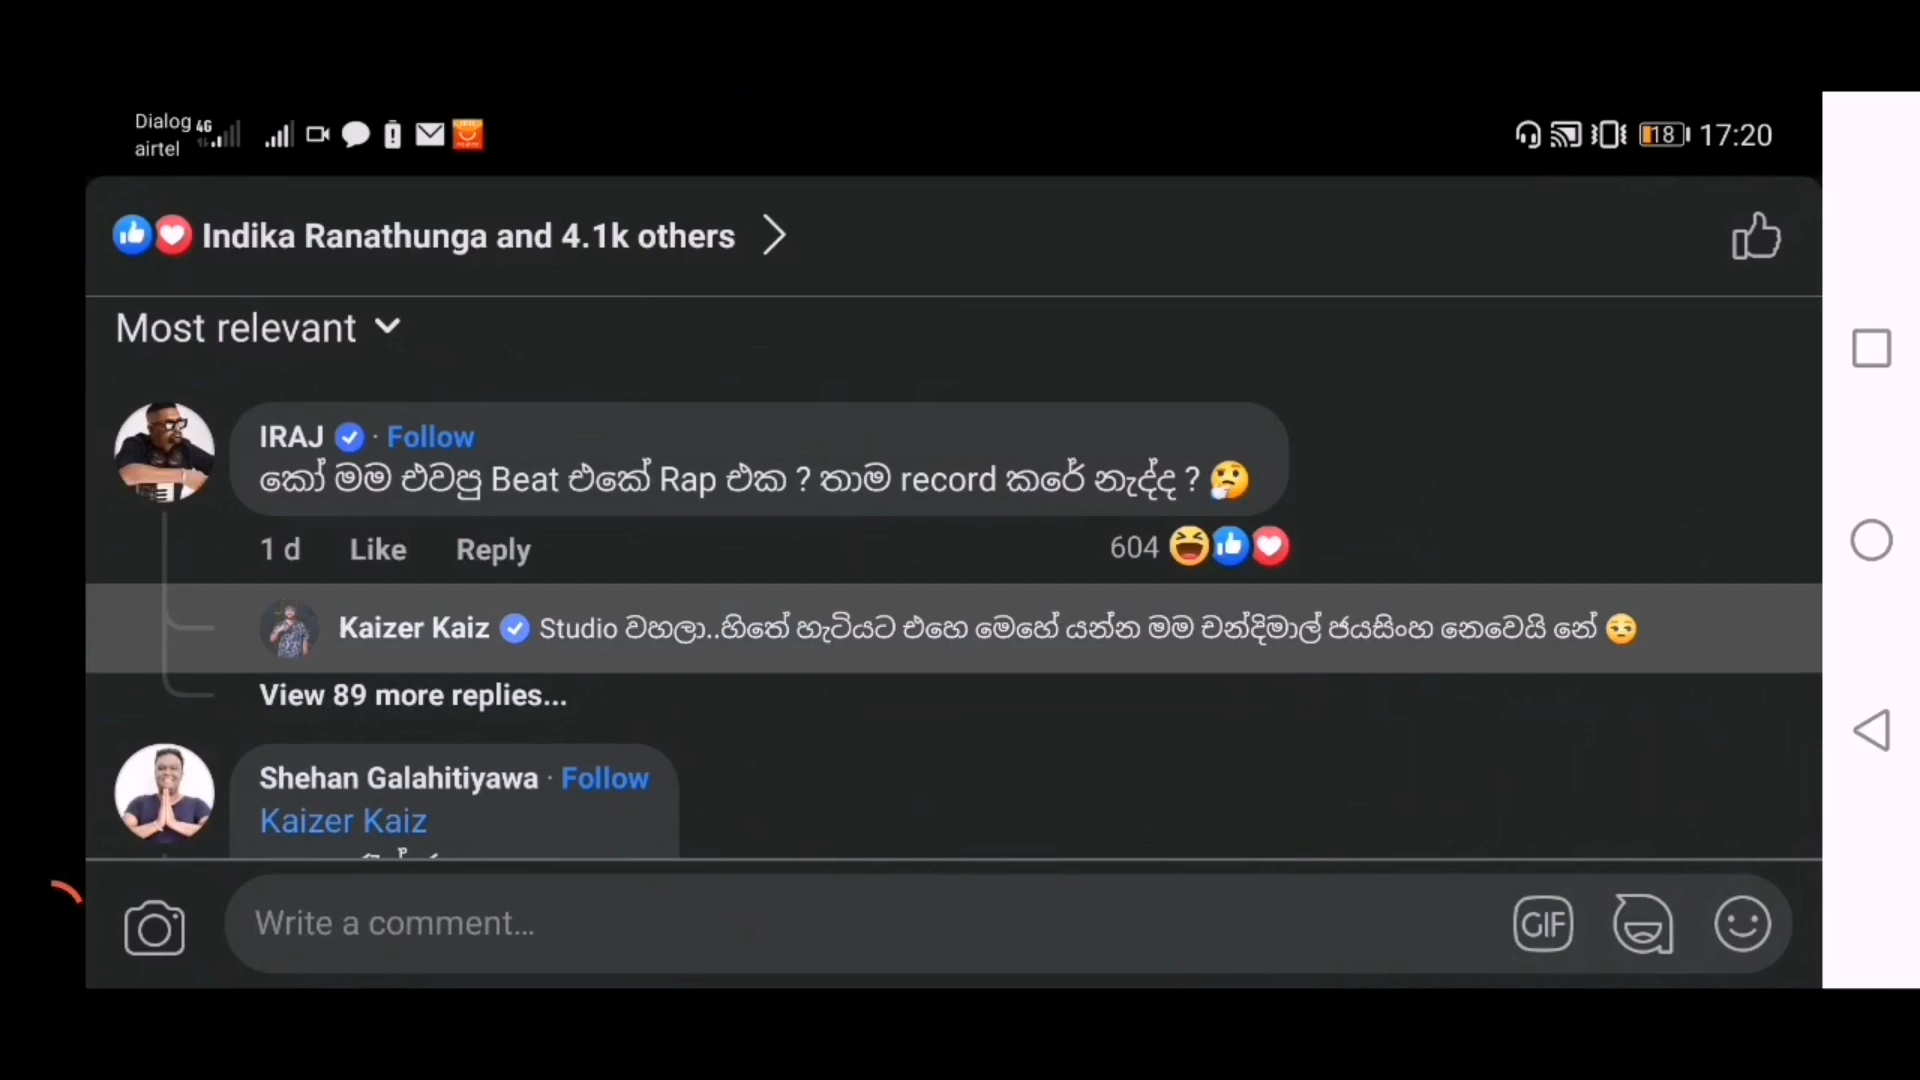 Dialog 4G
airtel
18 17:20
Indika Ranathunga and 4.1k others
Most relevant
IRAJ · Follow
කෝ මම එවපු Beat එකේ Rap එක ? තාම record කරේ නැද්ද ? 🤔
1 d Like Reply 604
Kaizer Kaiz Studio වහලා..හිතේ හැටියට එහෙ මෙහේ යන්න මම චන්දිමාල් ජයසිංහ නෙවෙයි නේ 😒
View 89 more replies...
Shehan Galahitiyawa · Follow
Kaizer Kaiz
Write a comment...
GIF